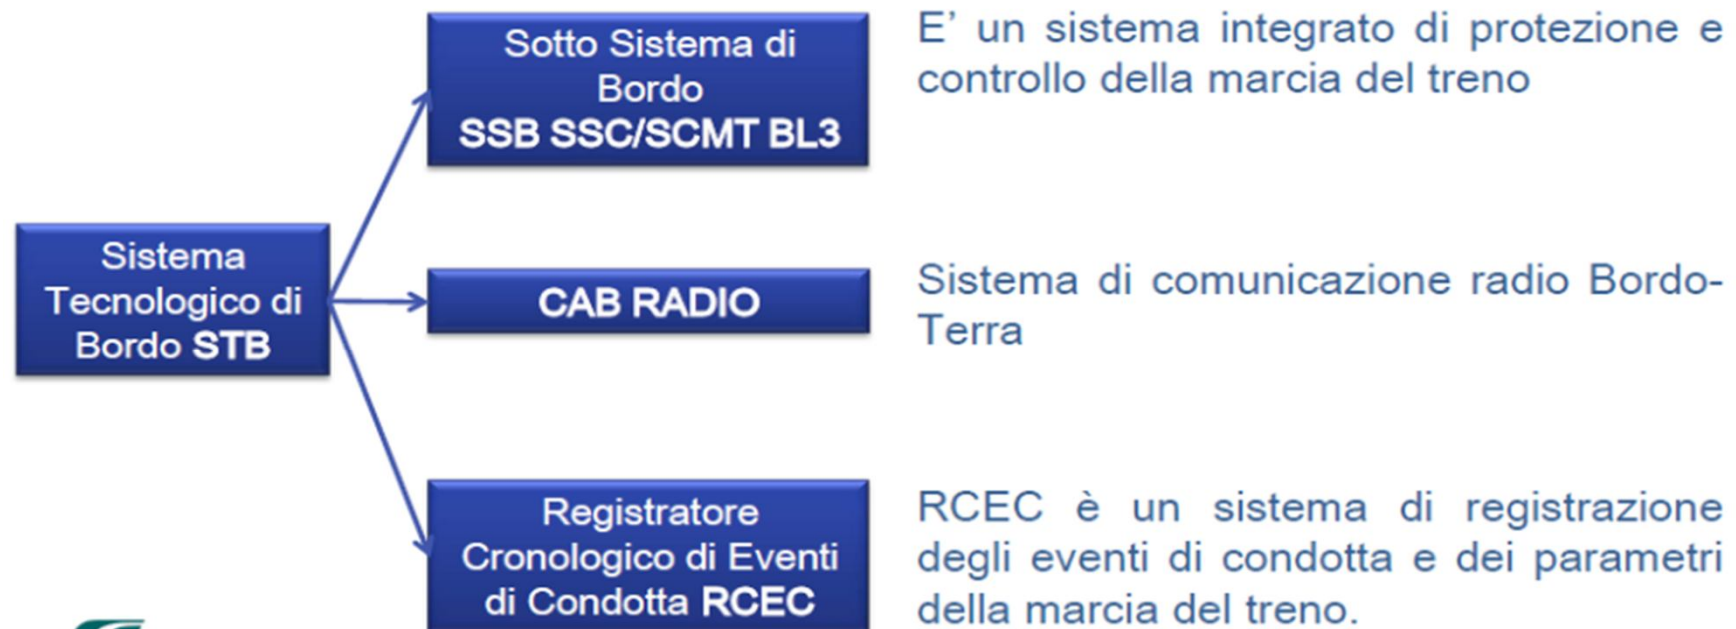 Sotto Sistema di
Bordo
SSB SSC/SCMT BL3
E' un sistema integrato di protezione e
controllo della marcia del treno
Sistema
Tecnologico di
Bordo STB
CAB RADIO
Sistema di comunicazione radio Bordo-
Terra
Registratore
Cronologico di Eventi
di Condotta RCEC
RCEC è un sistema di registrazione
degli eventi di condotta e dei parametri
della marcia del treno.